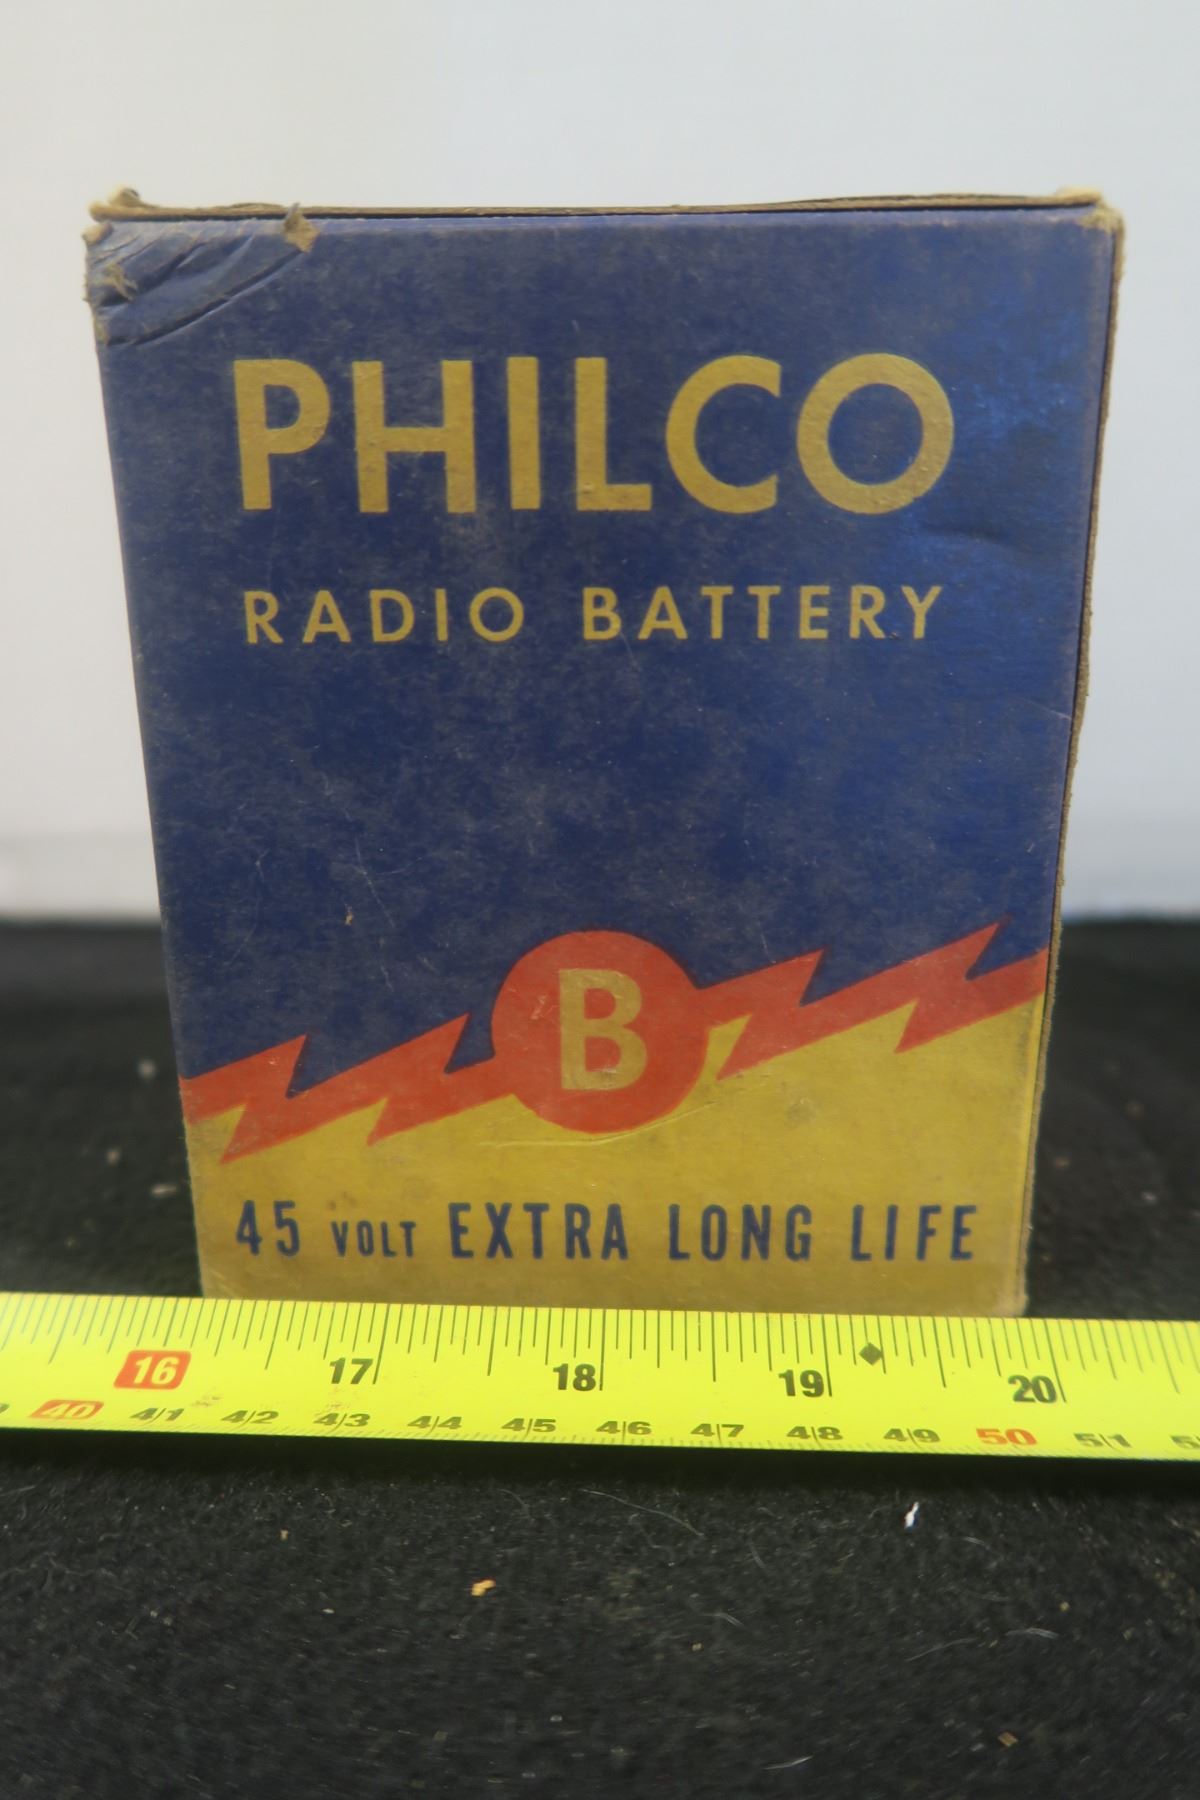 PHILCO
RADIO BATTERY
B
45 VOLT EXTRA LONG LIFE
16 17 18 19 20
40 41 42 43 44 45 46 47 48 49 50 51